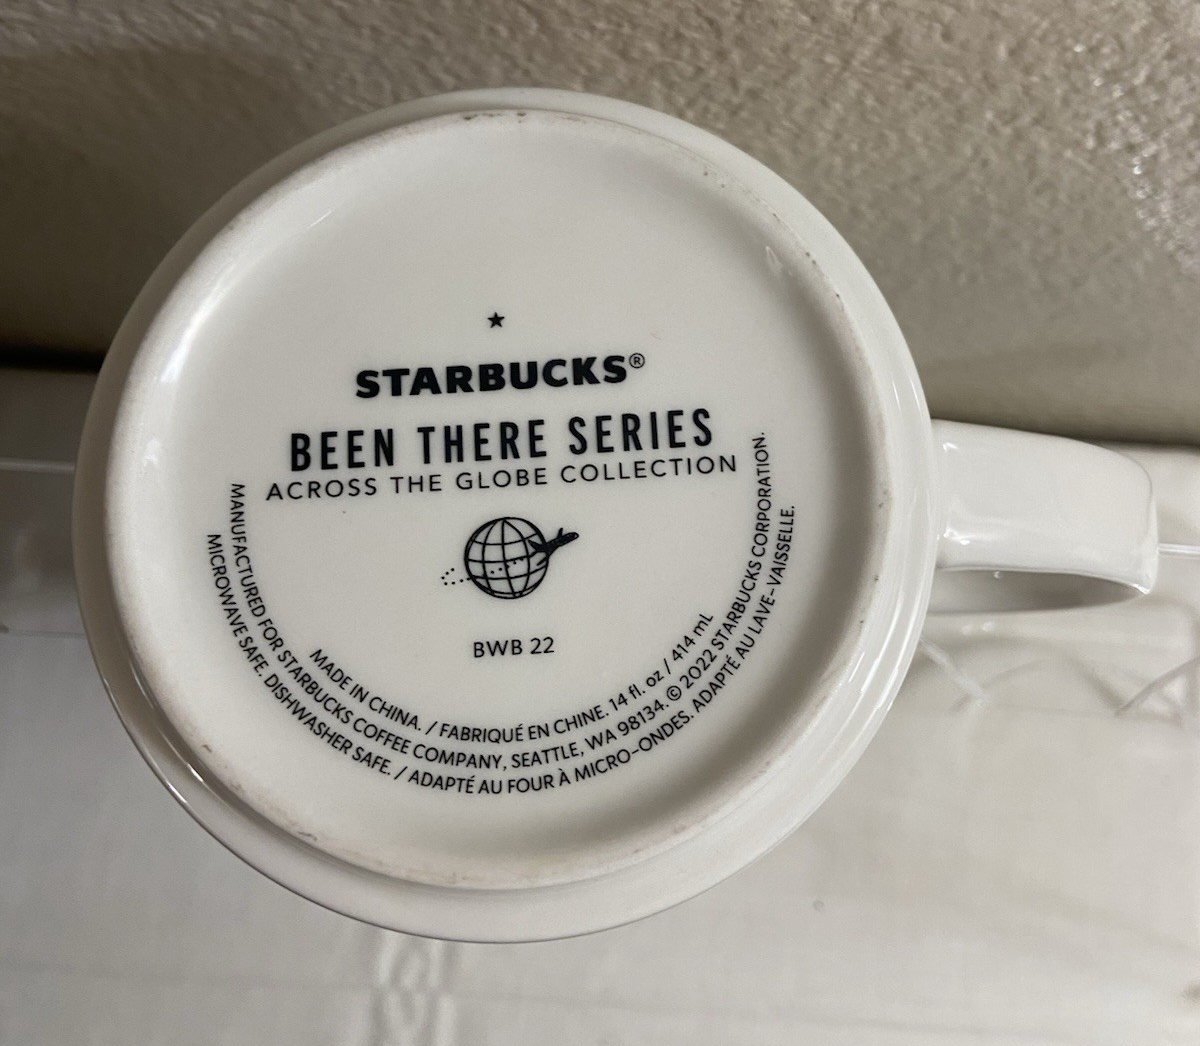 STARBUCKS®
BEEN THERE SERIES
ACROSS THE GLOBE COLLECTION
BWB 22
MADE IN CHINA. / FABRIQUÉ EN CHINE. 14 fl. oz / 414 mL
MANUFACTURED FOR STARBUCKS COFFEE COMPANY, SEATTLE, WA 98134. © 2022 STARBUCKS CORPORATION.
MICROWAVE SAFE. DISHWASHER SAFE. / ADAPTÉ AU FOUR À MICRO-ONDES. ADAPTÉ AU LAVE-VAISSELLE.